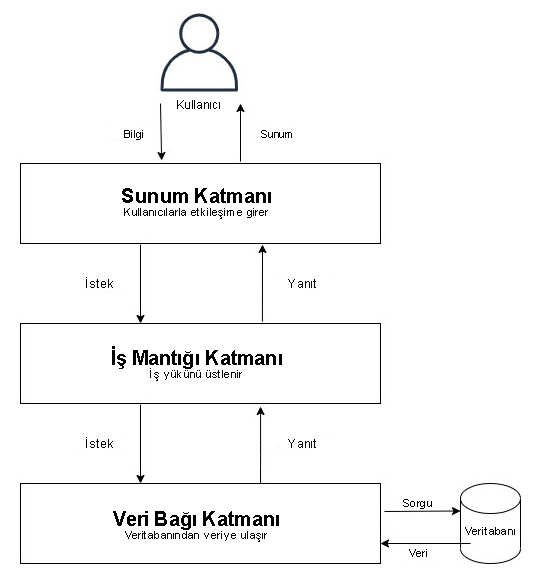 Kullanıcı
Bilgi
Sunum
Sunum Katmanı
Kullanıcılarla etkileşime girer
İstek
Yanıt
İş Mantığı Katmanı
İş yükünü üstlenir
İstek
Yanıt
Veri Bağı Katmanı
Veritabanından veriye ulaşır
Sorgu
Veritabanı
Veri